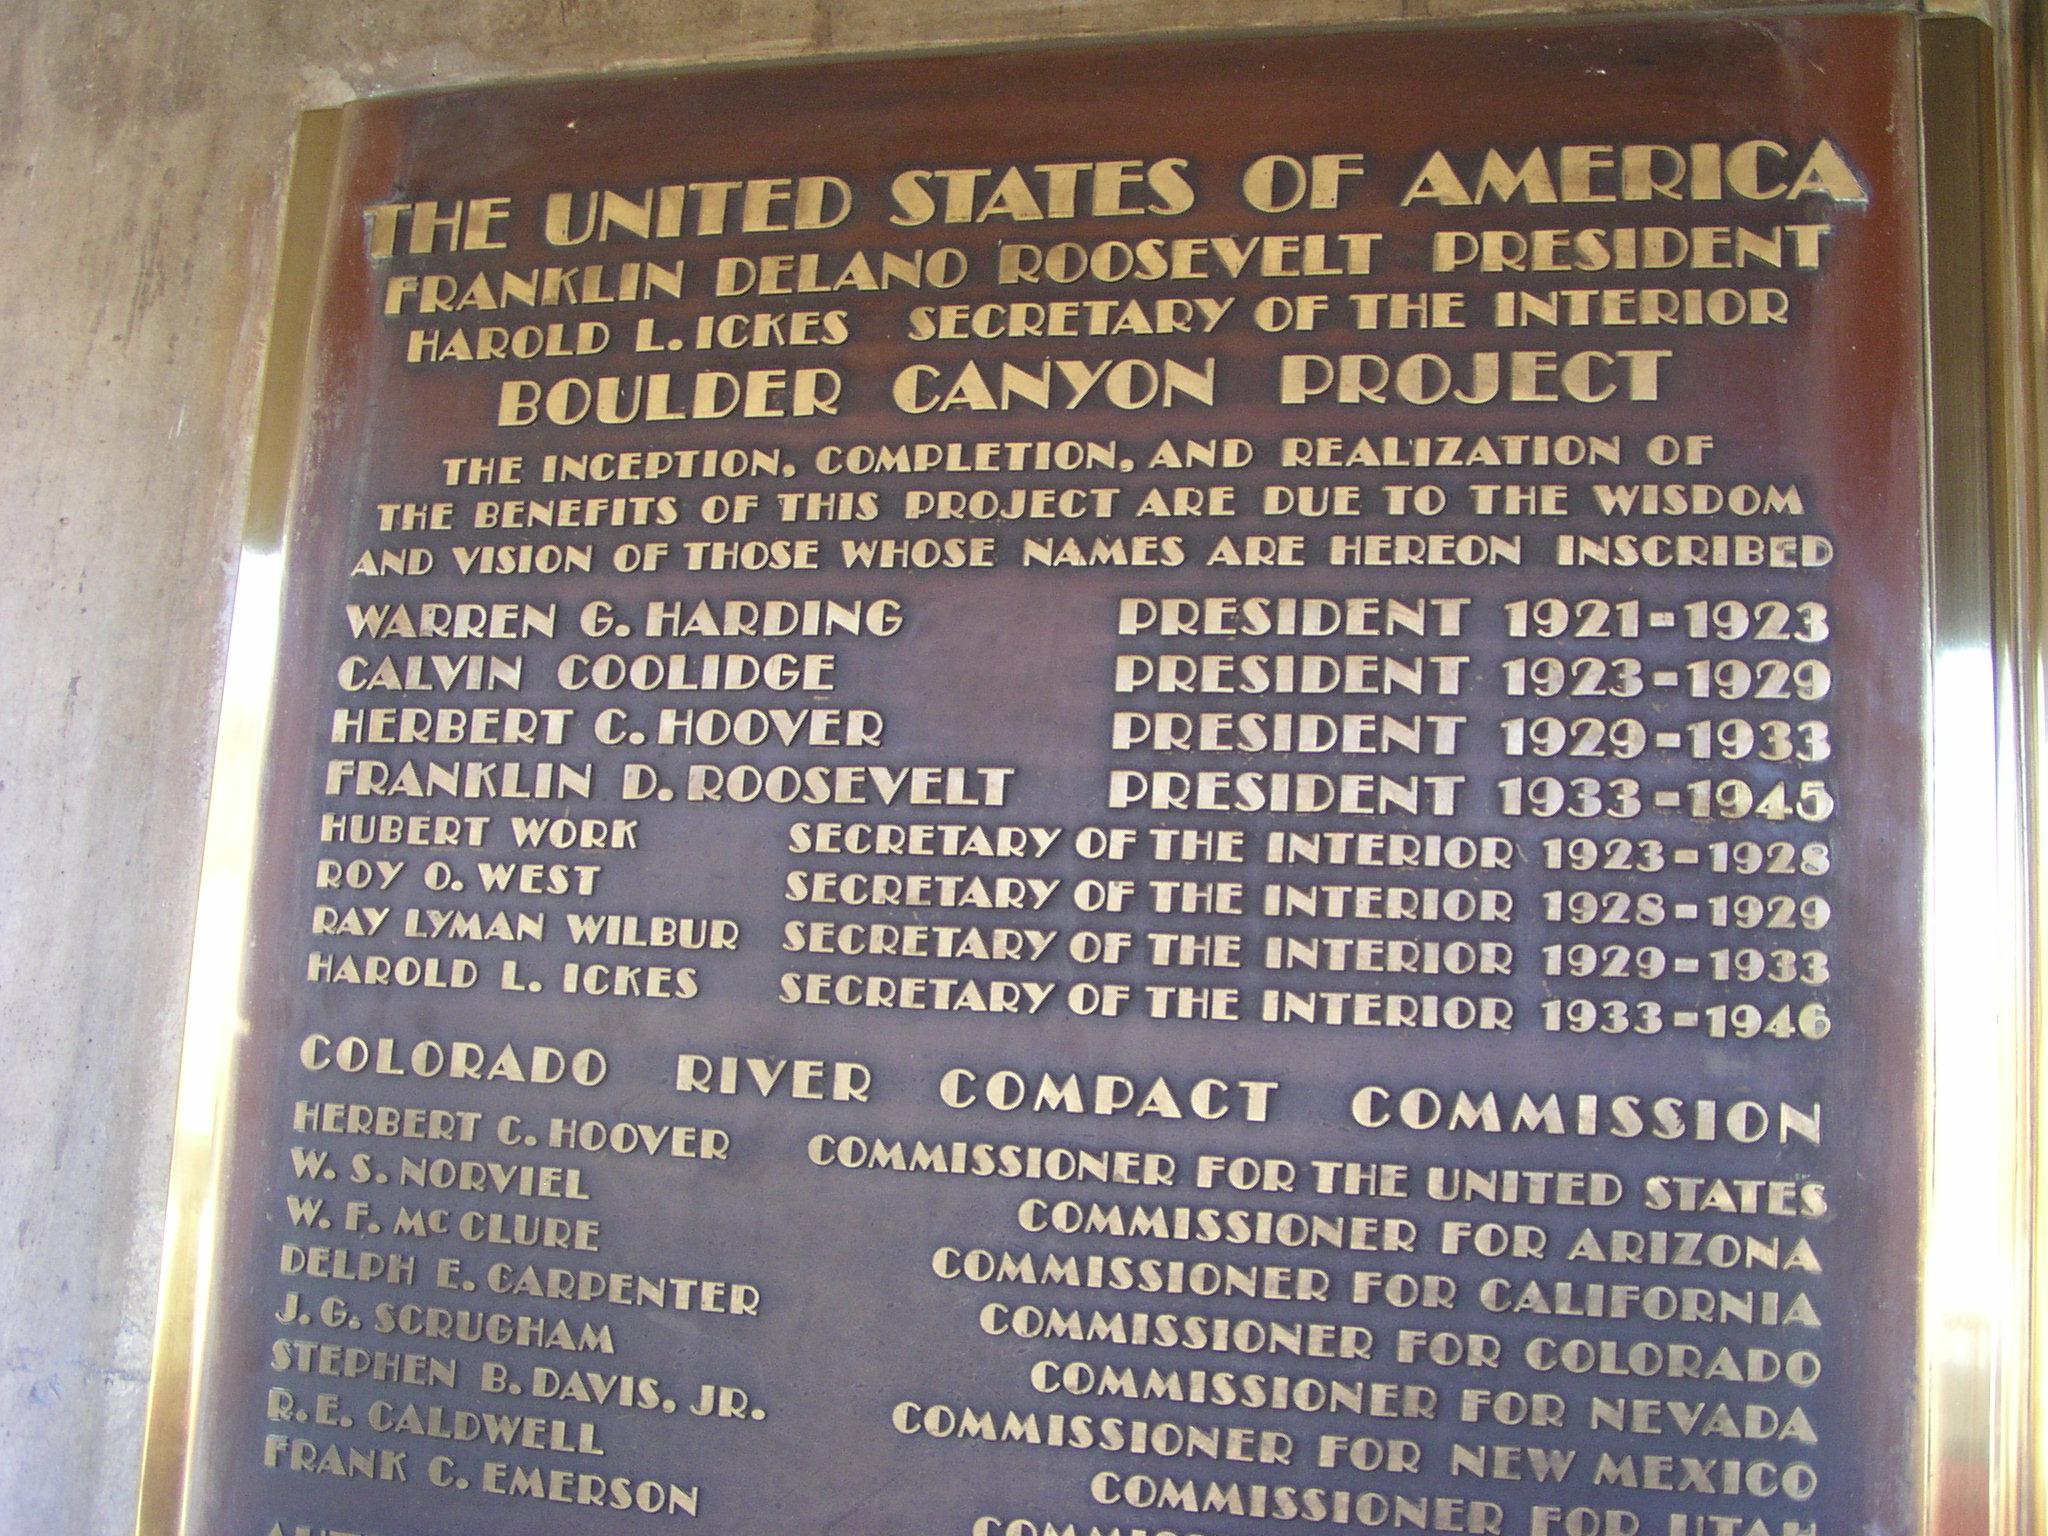 THE UNITED STATES OF AMERICA
FRANKLIN DELANO ROOSEVELT PRESIDENT
HAROLD L. ICKES SECRETARY OF THE INTERIOR
BOULDER CANYON PROJECT
THE INCEPTION, COMPLETION, AND REALIZATION OF
THE BENEFITS OF THIS PROJECT ARE DUE TO THE WISDOM
AND VISION OF THOSE WHOSE NAMES ARE HEREON INSCRIBED
WARREN G. HARDING PRESIDENT 1921-1923
CALVIN COOLIDGE PRESIDENT 1923-1929
HERBERT C. HOOVER PRESIDENT 1929-1933
FRANKLIN D. ROOSEVELT PRESIDENT 1933-1945
HUBERT WORK SECRETARY OF THE INTERIOR 1923-1928
ROY O. WEST SECRETARY OF THE INTERIOR 1928-1929
RAY LYMAN WILBUR SECRETARY OF THE INTERIOR 1929-1933
HAROLD L. ICKES SECRETARY OF THE INTERIOR 1933-1946
COLORADO RIVER COMPACT COMMISSION
HERBERT C. HOOVER COMMISSIONER FOR THE UNITED STATES
W. S. NORVIEL COMMISSIONER FOR ARIZONA
W. F. MC CLURE COMMISSIONER FOR CALIFORNIA
DELPH E. CARPENTER COMMISSIONER FOR COLORADO
J. G. SCRUGHAM COMMISSIONER FOR NEVADA
STEPHEN B. DAVIS, JR. COMMISSIONER FOR NEW MEXICO
R. E. CALDWELL COMMISSIONER FOR UTAH
FRANK C. EMERSON